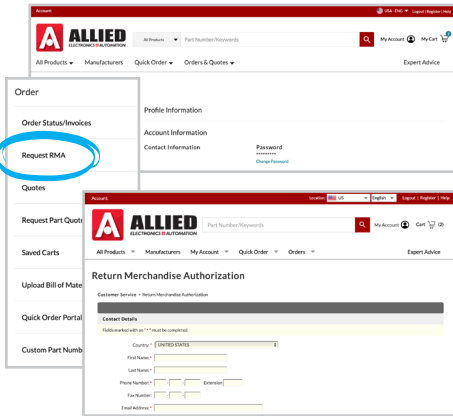 Account:
USA - ENG Logout | Register | Help
ALLIED
ELECTRONICS & AUTOMATION
All Products
Part Number/Keywords
My Account
My Cart
All Products
Manufacturers
Quick Order
Orders & Quotes
Expert Advice
Order
Order Status/Invoices
Request RMA
Quotes
Request Part Quote
Saved Carts
Upload Bill of Mate
Quick Order Portal
Custom Part Numb
Profile Information
Account Information
Contact Information
Password
**********
Change Password
Account:
Location: US English Logout | Register | Help
ALLIED
ELECTRONICS & AUTOMATION
Part Number/Keywords
My Account
Cart (2)
All Products
Manufacturers
My Account
Quick Order
Orders
Expert Advice
Return Merchandise Authorization
Customer Service > Return Merchandise Authorization
Contact Details
Fields marked with an "*" must be completed.
Country:* UNITED STATES
First Name:*
Last Name:*
Phone Number:* - - Extension
Fax Number: - -
Email Address:*